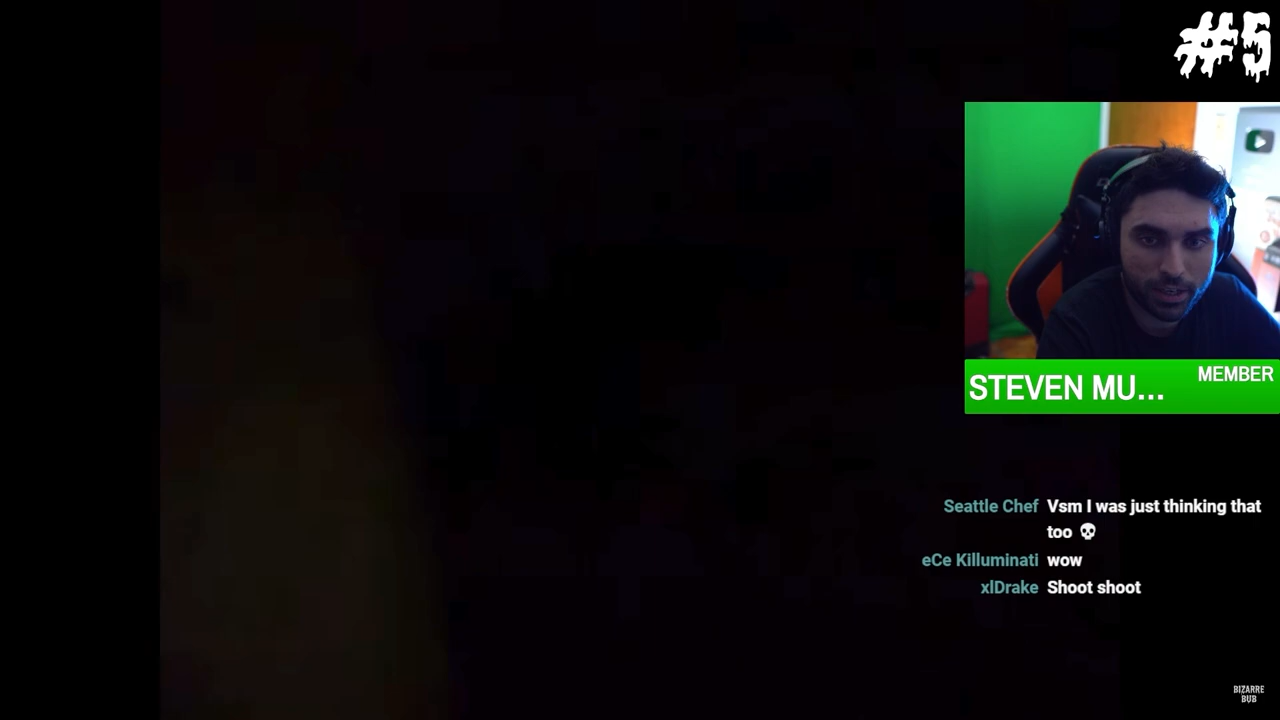 #5
STEVEN MU... MEMBER
Seattle Chef Vsm I was just thinking that
too 💀
eCe Killuminati wow
xlDrake Shoot shoot
BIZARRE
BUB